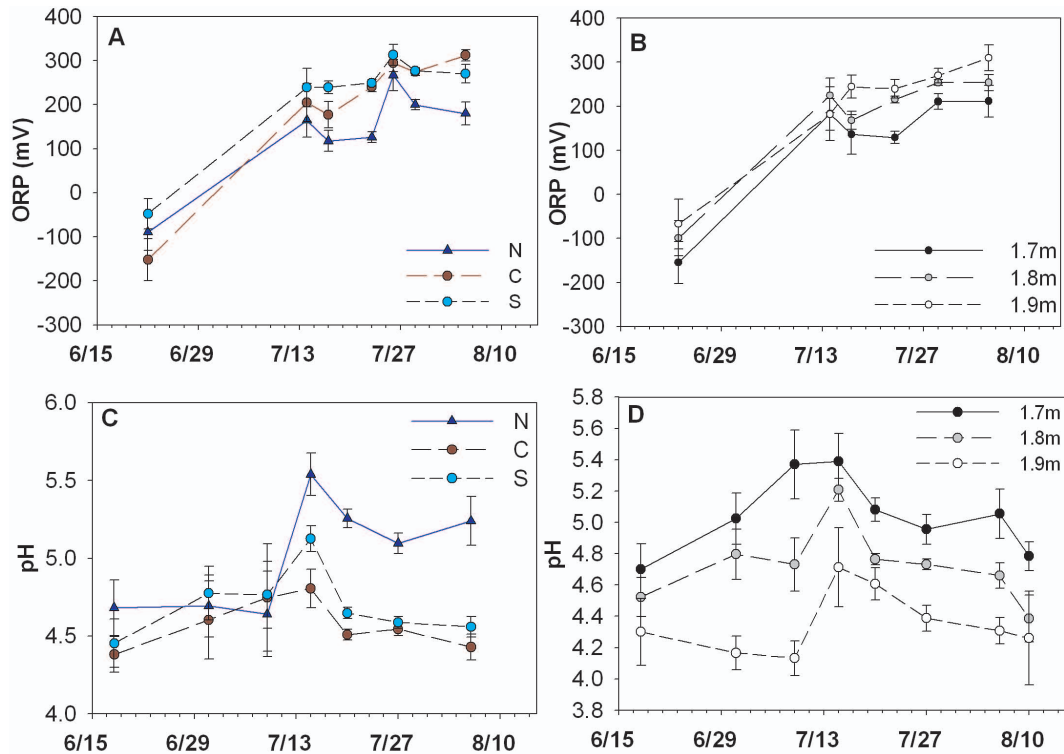 A
ORP (mV)
400
300
200
100
0
-100
-200
-300
N
C
S
6/15 6/29 7/13 7/27 8/10
B
ORP (mV)
400
300
200
100
0
-100
-200
-300
1.7m
1.8m
1.9m
6/15 6/29 7/13 7/27 8/10
C
pH
6.0
5.5
5.0
4.5
4.0
N
C
S
6/15 6/29 7/13 7/27 8/10
D
pH
5.8
5.6
5.4
5.2
5.0
4.8
4.6
4.4
4.2
4.0
3.8
1.7m
1.8m
1.9m
6/15 6/29 7/13 7/27 8/10